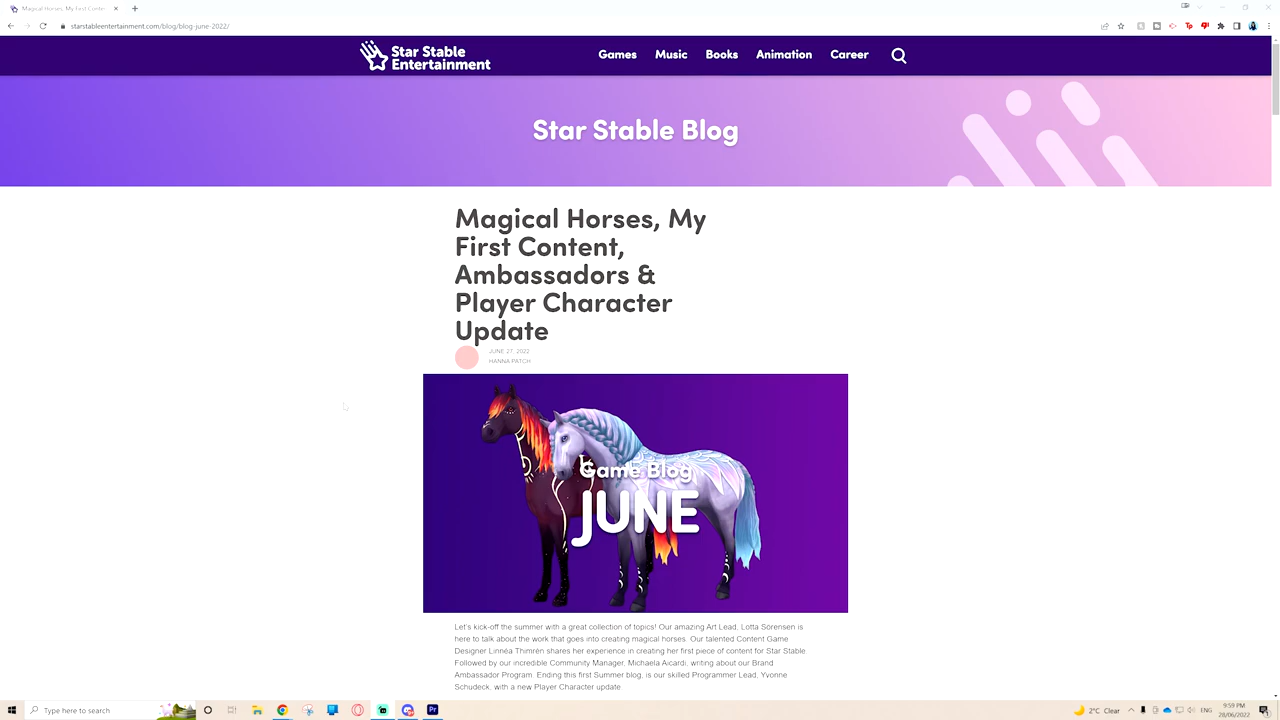 Magical Horses, My First Conten
starstableentertainment.com/blog/blog-june-2022/
Star Stable
Entertainment
Games Music Books Animation Career
Star Stable Blog
Magical Horses, My
First Content,
Ambassadors &
Player Character
Update
JUNE 27, 2022
HANNA PATCH
Game Blog
JUNE
Let's kick-off the summer with a great collection of topics! Our amazing Art Lead, Lotta Sörensen is
here to talk about the work that goes into creating magical horses. Our talented Content Game
Designer Linnéa Thimrén shares her experience in creating her first piece of content for Star Stable.
Followed by our incredible Community Manager, Michaela Aicardi, writing about our Brand
Ambassador Program. Ending this first Summer blog, is our skilled Programmer Lead, Yvonne
Schudeck, with a new Player Character update.
Type here to search
2°C Clear
ENG
9:59 PM
28/06/2022